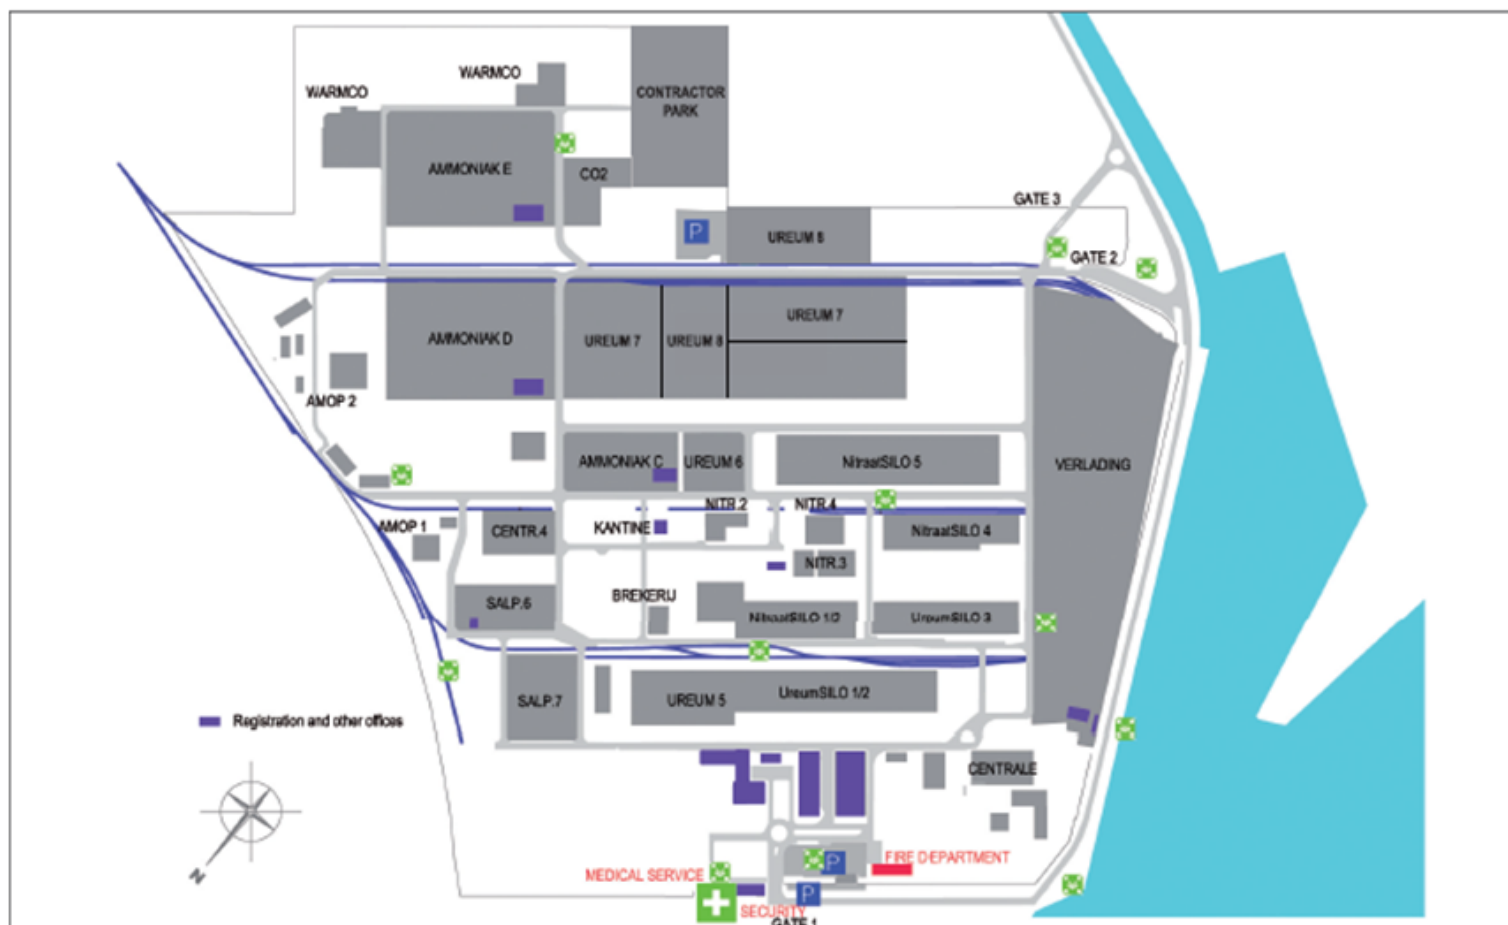 WARMCO
WARMCO
CONTRACTOR
PARK
AMMONIAK E
CO2
GATE 3
P
UREUM 8
GATE 2
AMMONIAK D
UREUM 7
UREUM 8
UREUM 7
AMOP 2
AMMONIAK C
UREUM 6
NitraatSILO 5
VERLADING
AMOP 1
CENTR.4
KANTINE
NITR.2
NITR.4
NitraatSILO 4
NITR.3
SALP.6
BREKERIJ
NitraatSILO 1/2
UreumSILO 3
SALP.7
UREUM 5
UreumSILO 1/2
Registration and other offices
CENTRALE
N
MEDICAL SERVICE
P
FIRE DEPARTMENT
P
SECURITY
GATE 1